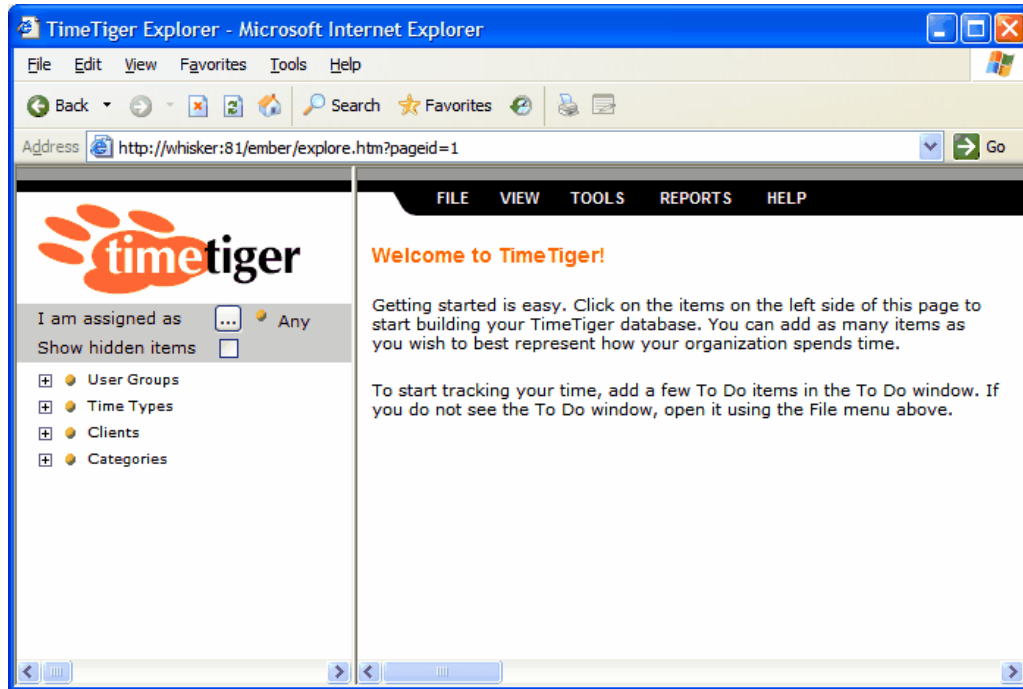 TimeTiger Explorer - Microsoft Internet Explorer
File Edit View Favorites Tools Help
Back Search Favorites
Address http://whisker:81/ember/explore.htm?pageid=1 Go
timetiger
I am assigned as ... Any
Show hidden items
User Groups
Time Types
Clients
Categories
FILE VIEW TOOLS REPORTS HELP
Welcome to TimeTiger!
Getting started is easy. Click on the items on the left side of this page to
start building your TimeTiger database. You can add as many items as
you wish to best represent how your organization spends time.
To start tracking your time, add a few To Do items in the To Do window. If
you do not see the To Do window, open it using the File menu above.